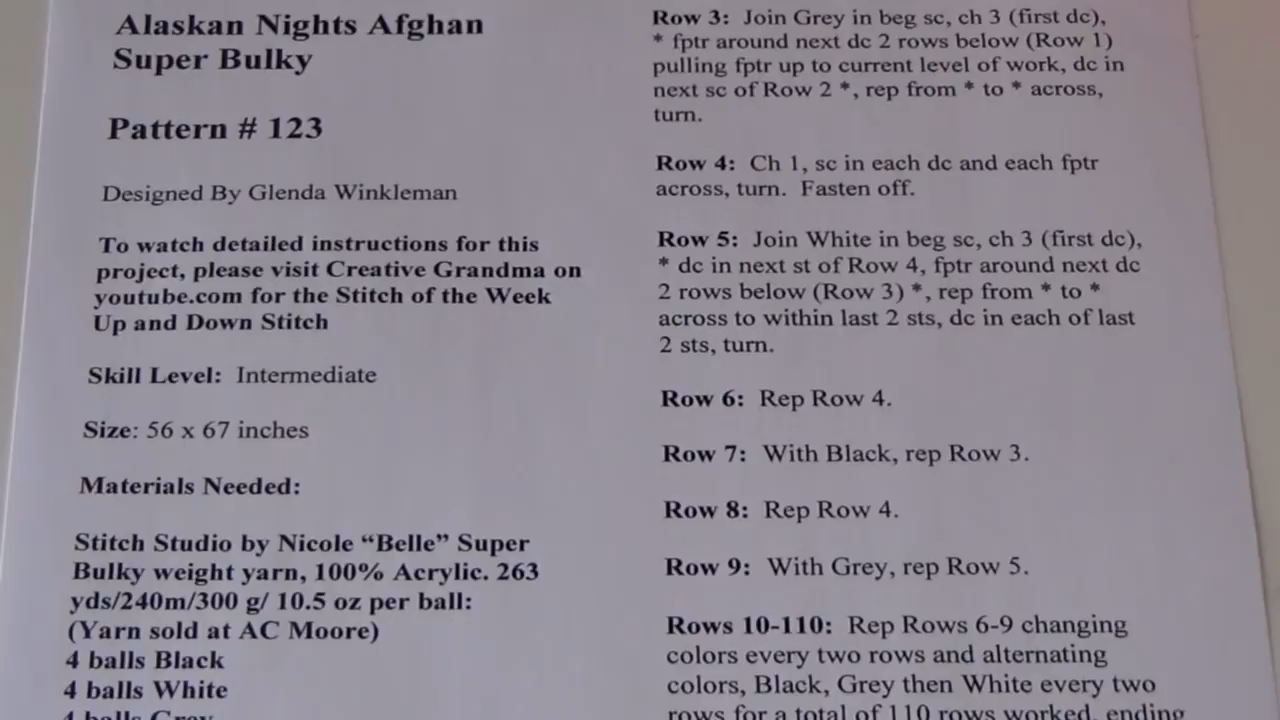 Alaskan Nights Afghan
Super Bulky
Pattern # 123
Designed By Glenda Winkleman
To watch detailed instructions for this
project, please visit Creative Grandma on
youtube.com for the Stitch of the Week
Up and Down Stitch
Skill Level: Intermediate
Size: 56 x 67 inches
Materials Needed:
Stitch Studio by Nicole “Belle” Super
Bulky weight yarn, 100% Acrylic. 263
yds/240m/300 g/ 10.5 oz per ball:
(Yarn sold at AC Moore)
4 balls Black
4 balls White
4 balls Grey
Row 3: Join Grey in beg sc, ch 3 (first dc),
* fptr around next dc 2 rows below (Row 1)
pulling fptr up to current level of work, dc in
next sc of Row 2 *, rep from * to * across,
turn.
Row 4: Ch 1, sc in each dc and each fptr
across, turn. Fasten off.
Row 5: Join White in beg sc, ch 3 (first dc),
* dc in next st of Row 4, fptr around next dc
2 rows below (Row 3) *, rep from * to *
across to within last 2 sts, dc in each of last
2 sts, turn.
Row 6: Rep Row 4.
Row 7: With Black, rep Row 3.
Row 8: Rep Row 4.
Row 9: With Grey, rep Row 5.
Rows 10-110: Rep Rows 6-9 changing
colors every two rows and alternating
colors, Black, Grey then White every two
rows for a total of 110 rows worked, ending